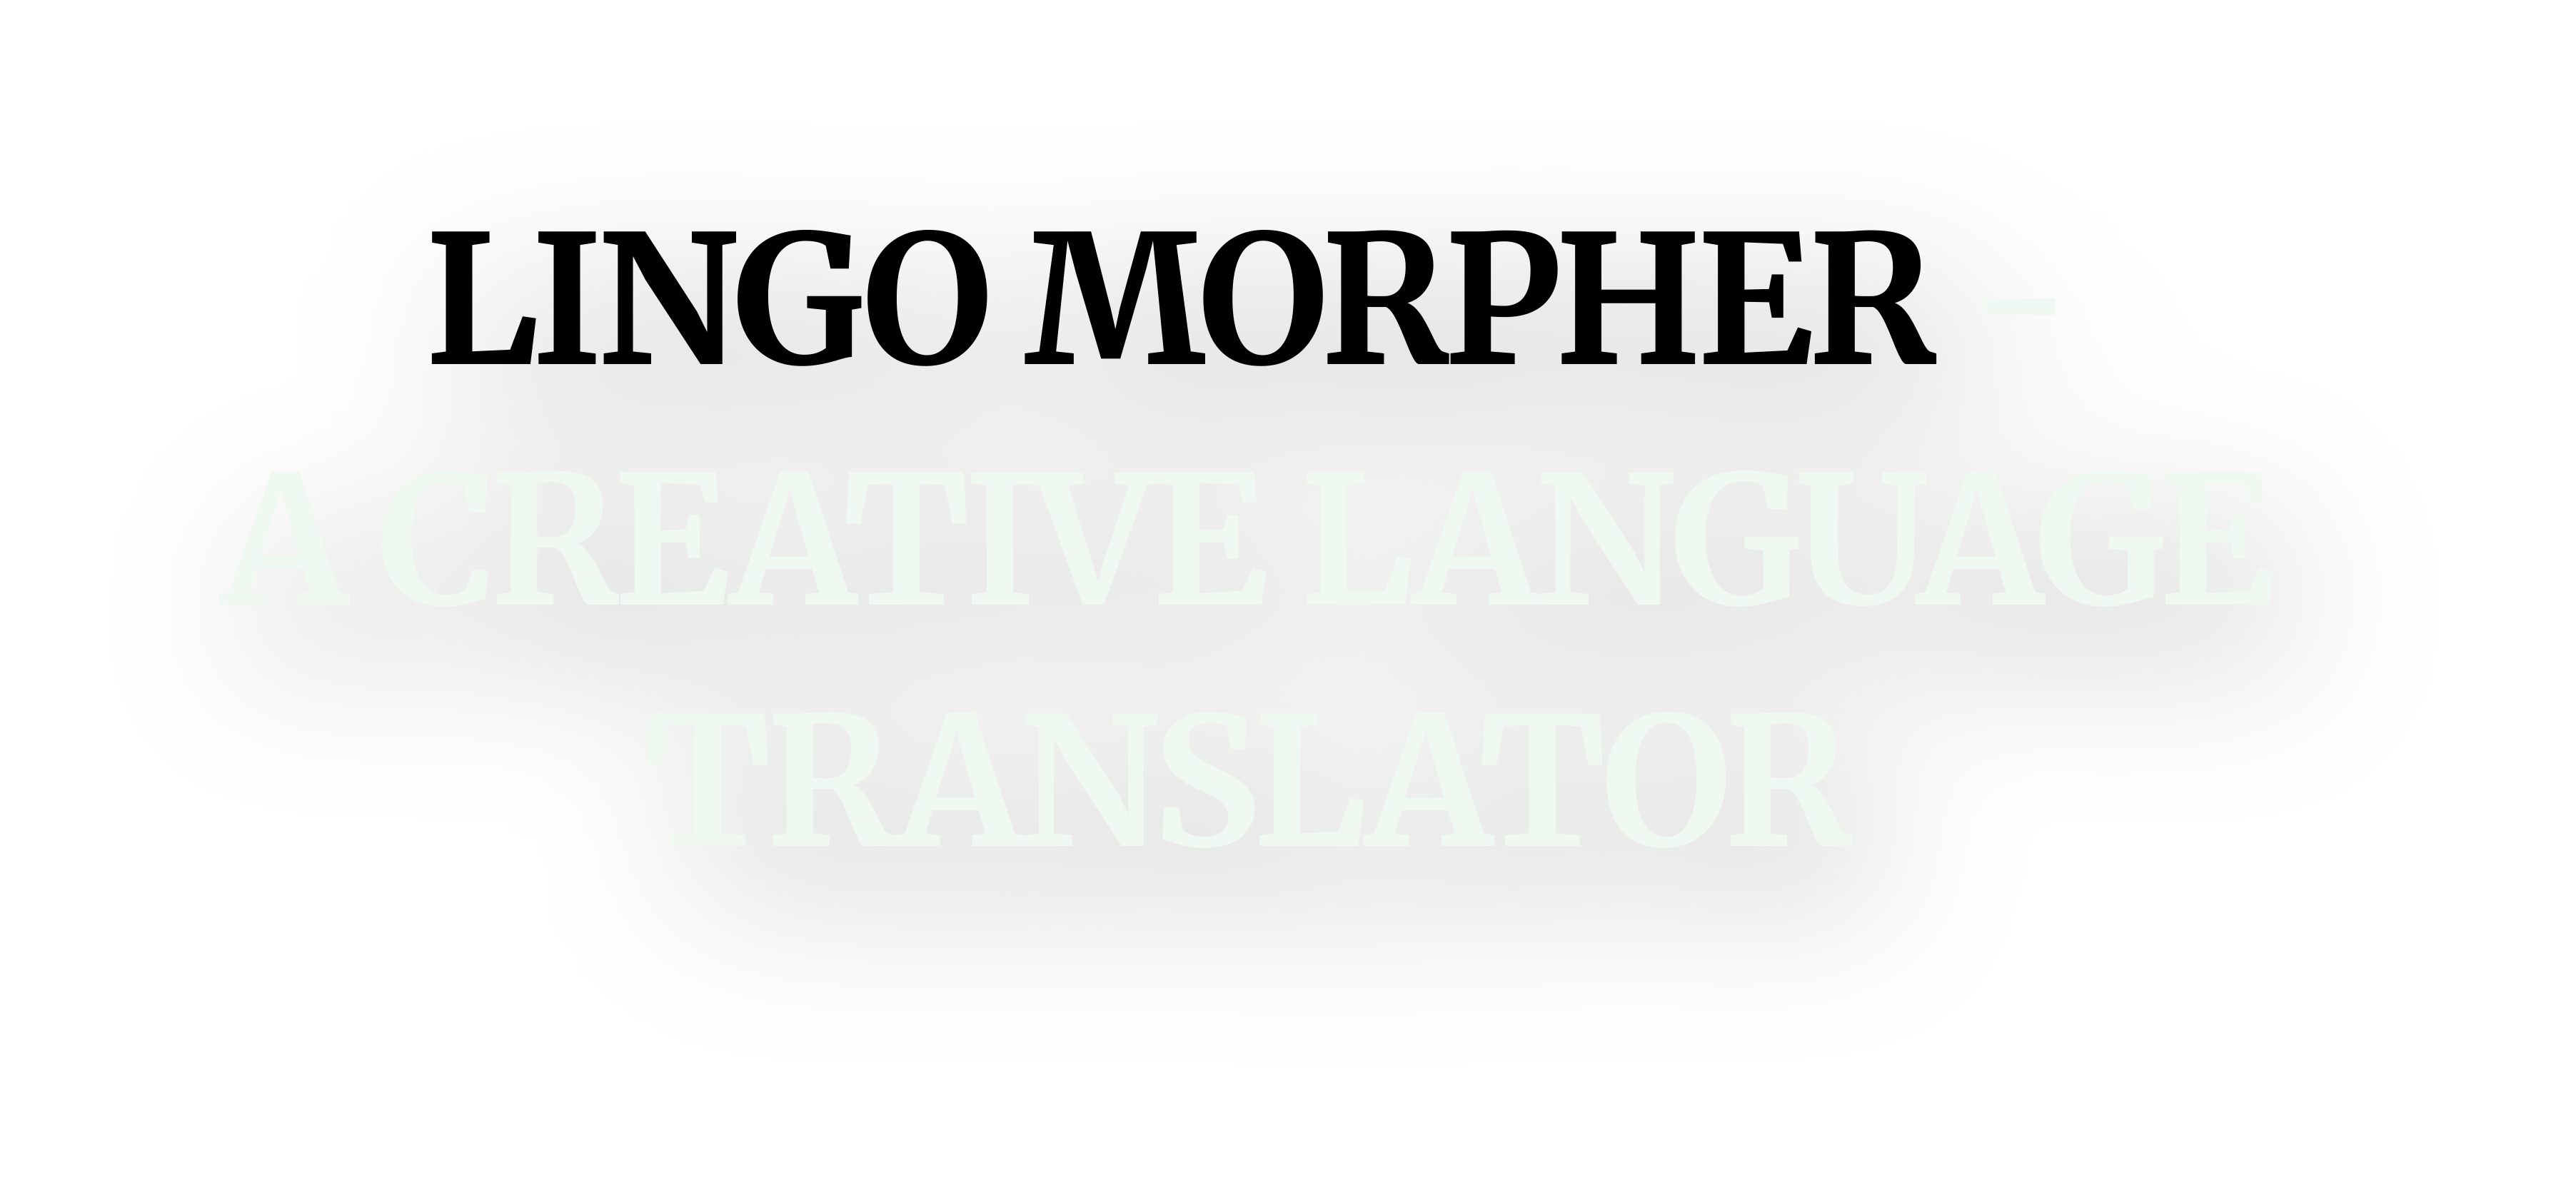 LINGO MORPHER –
A CREATIVE LANGUAGE
TRANSLATOR